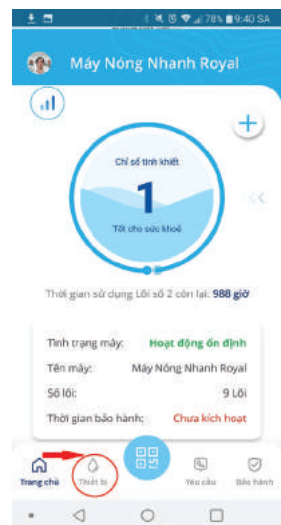 78% 9:40 SA
Máy Nóng Nhanh Royal
Chỉ số tinh khiết
1
Tốt cho sức khoẻ
Thời gian sử dụng Lõi số 2 còn lại: 988 giờ
Tình trạng máy: Hoạt động ổn định
Tên máy: Máy Nóng Nhanh Royal
Số lõi: 9 Lõi
Thời gian bảo hành: Chưa kích hoạt
Trang chủ Thiết bị Yêu cầu Bảo hành